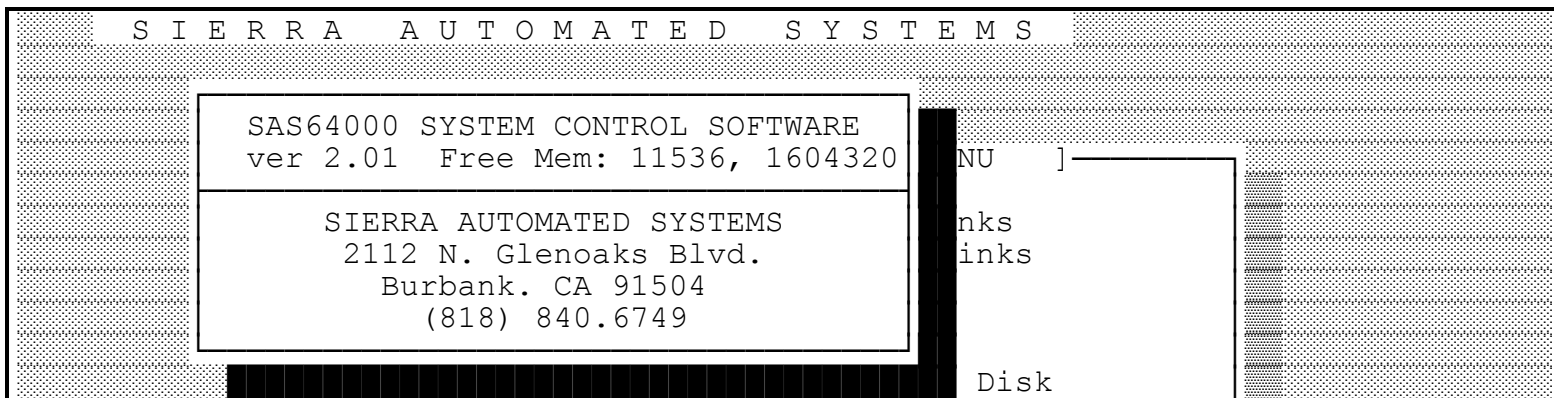 S I E R R A   A U T O M A T E D   S Y S T E M S
SAS64000 SYSTEM CONTROL SOFTWARE
ver 2.01  Free Mem: 11536, 1604320
NU   ]
SIERRA AUTOMATED SYSTEMS
nks
2112 N. Glenoaks Blvd.
inks
Burbank. CA 91504
(818) 840.6749
Disk